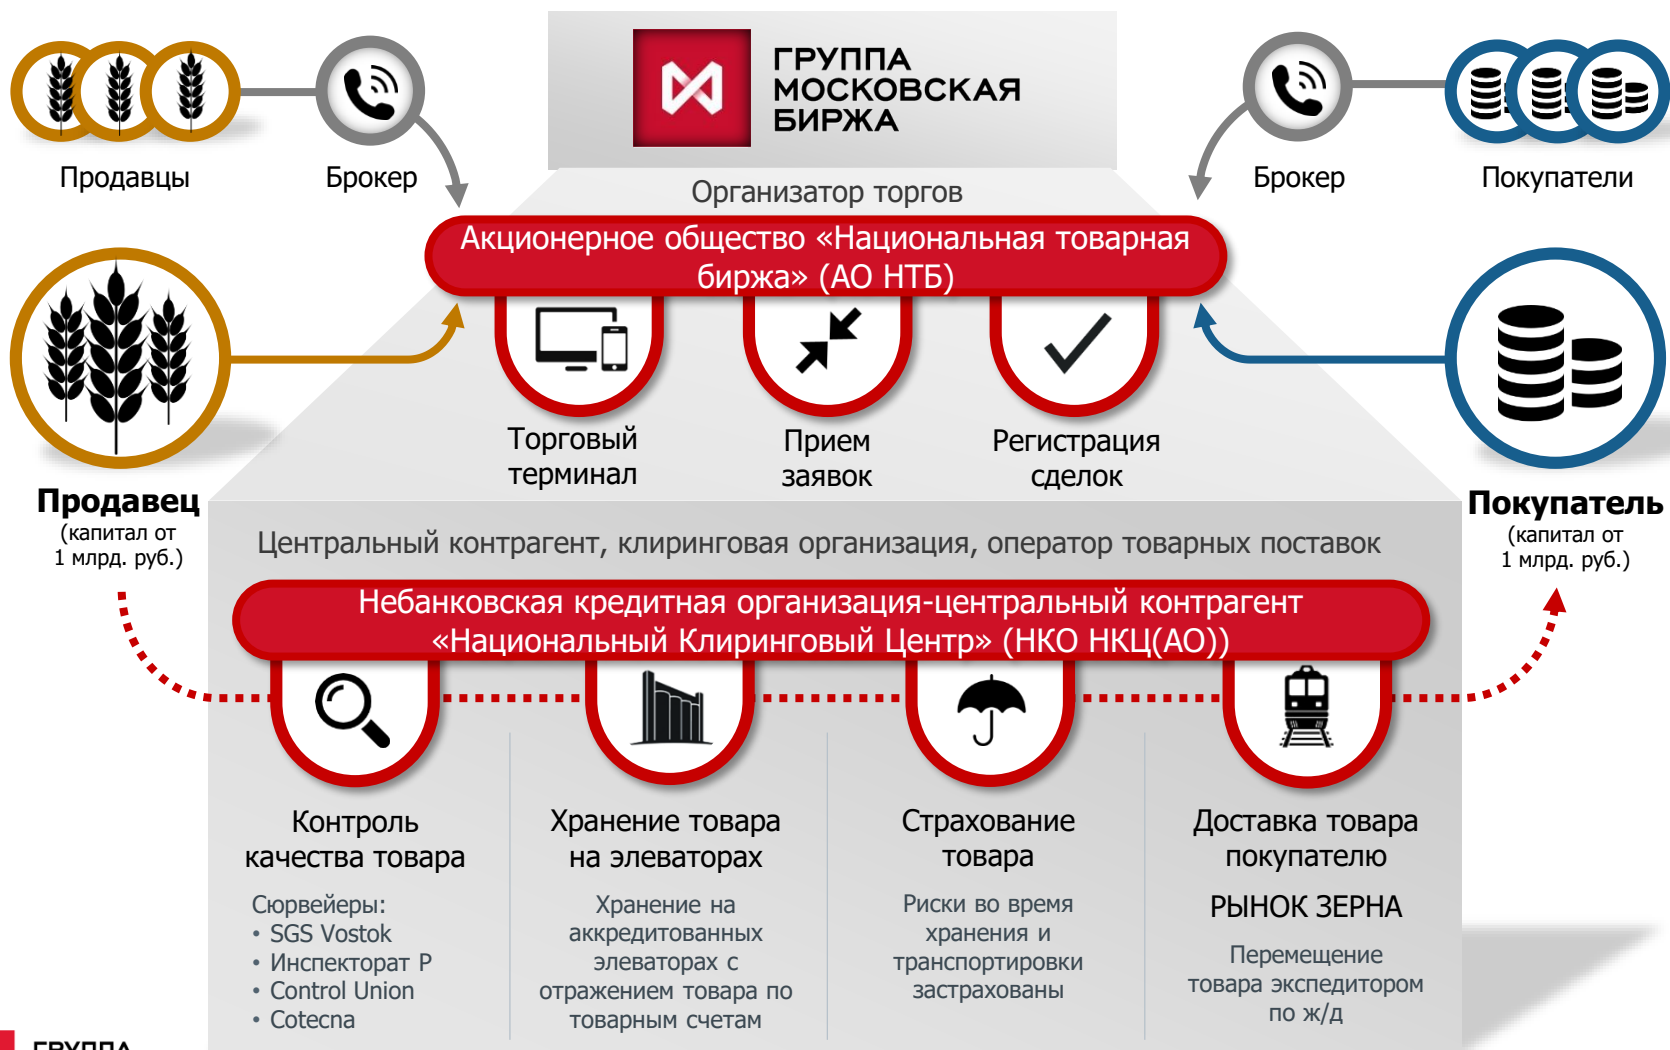 ГРУППА
МОСКОВСКАЯ
БИРЖА
Продавцы
Брокер
Брокер
Покупатели
Организатор торгов
Акционерное общество «Национальная товарная
биржа» (АО НТБ)
Торговый
терминал
Прием
заявок
Регистрация
сделок
Продавец
(капитал от
1 млрд. руб.)
Покупатель
(капитал от
1 млрд. руб.)
Центральный контрагент, клиринговая организация, оператор товарных поставок
Небанковская кредитная организация-центральный контрагент
«Национальный Клиринговый Центр» (НКО НКЦ(АО))
Контроль
качества товара
Сюрвейеры:
• SGS Vostok
• Инспекторат Р
• Control Union
• Cotecna
Хранение товара
на элеваторах
Хранение на
аккредитованных
элеваторах с
отражением товара по
товарным счетам
Страхование
товара
Риски во время
хранения и
транспортировки
застрахованы
Доставка товара
покупателю
РЫНОК ЗЕРНА
Перемещение
товара экспедитором
по ж/д
ГРУППА